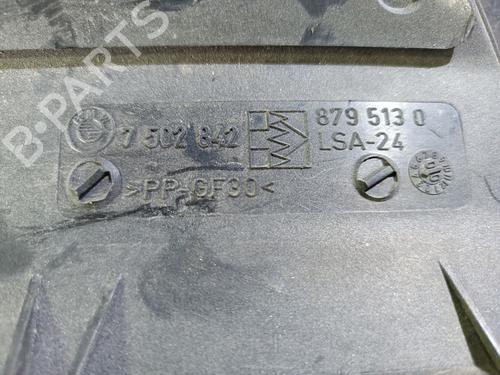 B-PARTS
7 502 842
879 513 0
LSA-24
>PP-GF30<